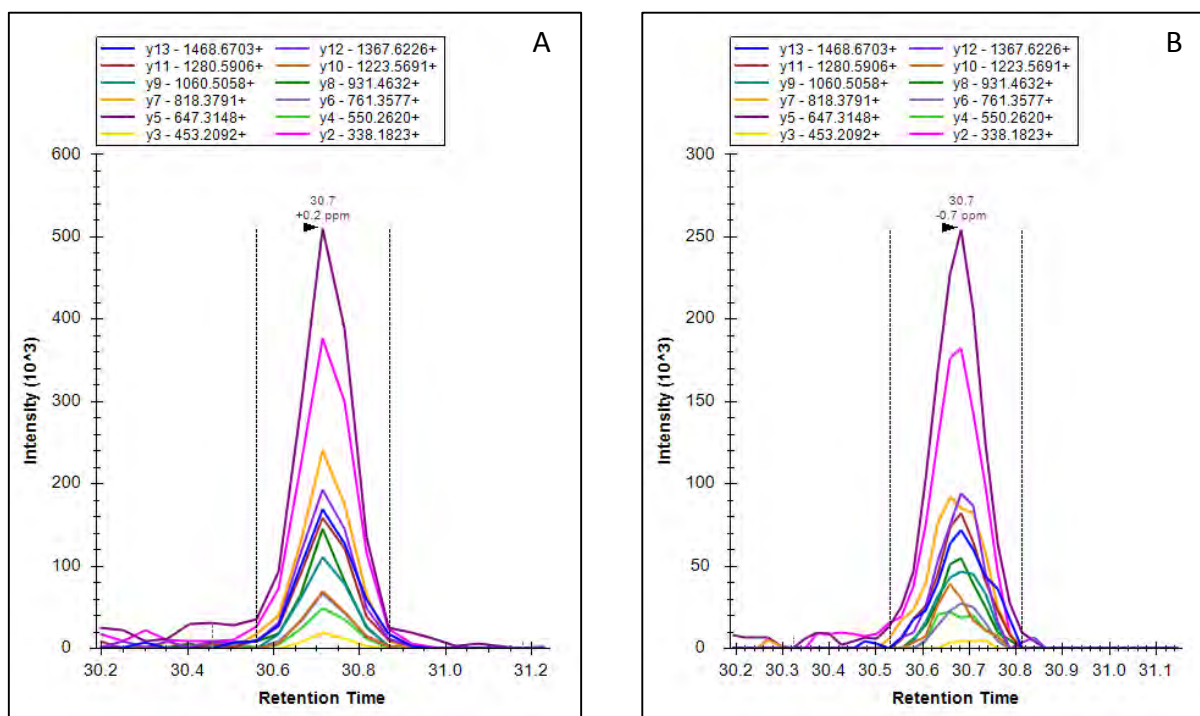 A
y13 - 1468.6703+ y12 - 1367.6226+
y11 - 1280.5906+ y10 - 1223.5691+
y9 - 1060.5058+ y8 - 931.4632+
y7 - 818.3791+ y6 - 761.3577+
y5 - 647.3148+ y4 - 550.2620+
y3 - 453.2092+ y2 - 338.1823+
600
500
400
300
200
100
0
Intensity (10^3)
30.7
+0.2 ppm
30.2 30.4 30.6 30.8 31.0 31.2
Retention Time
B
y13 - 1468.6703+ y12 - 1367.6226+
y11 - 1280.5906+ y10 - 1223.5691+
y9 - 1060.5058+ y8 - 931.4632+
y7 - 818.3791+ y6 - 761.3577+
y5 - 647.3148+ y4 - 550.2620+
y3 - 453.2092+ y2 - 338.1823+
300
250
200
150
100
50
0
Intensity (10^3)
30.7
-0.7 ppm
30.2 30.3 30.4 30.5 30.6 30.7 30.8 30.9 31.0 31.1
Retention Time